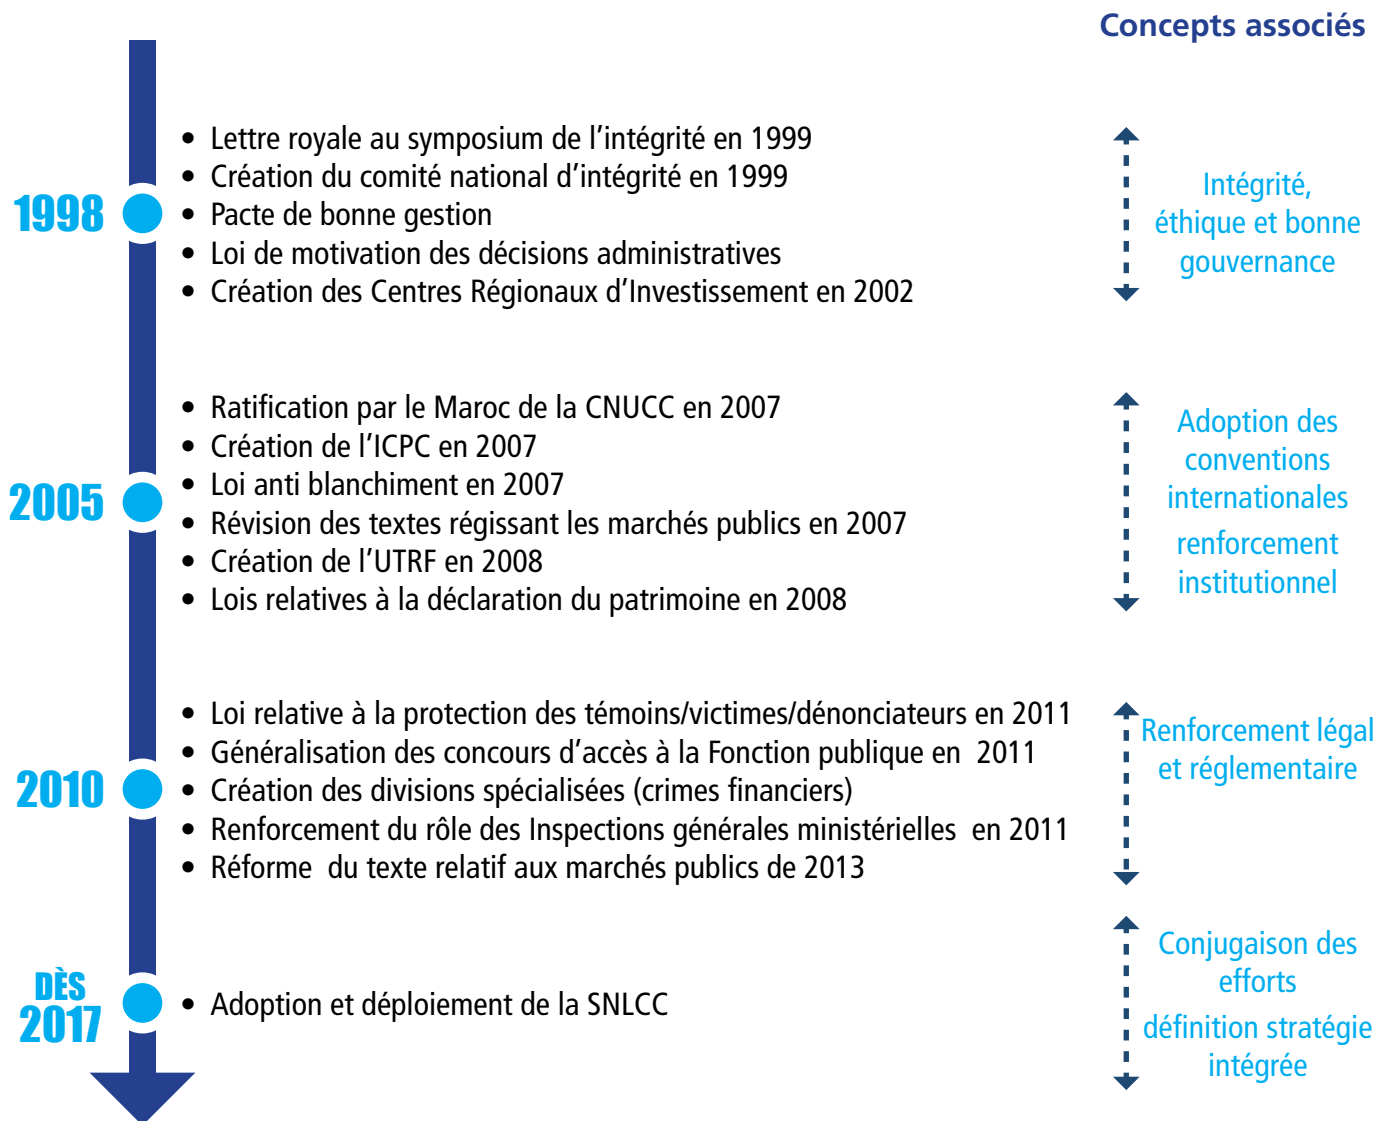 Concepts associés
1998
• Lettre royale au symposium de l’intégrité en 1999
• Création du comité national d’intégrité en 1999
• Pacte de bonne gestion
• Loi de motivation des décisions administratives
• Création des Centres Régionaux d’Investissement en 2002
Intégrité,
éthique et bonne
gouvernance
2005
• Ratification par le Maroc de la CNUCC en 2007
• Création de l’ICPC en 2007
• Loi anti blanchiment en 2007
• Révision des textes régissant les marchés publics en 2007
• Création de l’UTRF en 2008
• Lois relatives à la déclaration du patrimoine en 2008
Adoption des
conventions
internationales
renforcement
institutionnel
2010
• Loi relative à la protection des témoins/victimes/dénonciateurs en 2011
• Généralisation des concours d’accès à la Fonction publique en 2011
• Création des divisions spécialisées (crimes financiers)
• Renforcement du rôle des Inspections générales ministérielles en 2011
• Réforme du texte relatif aux marchés publics de 2013
Renforcement légal
et réglementaire
DÈS
2017
• Adoption et déploiement de la SNLCC
Conjugaison des
efforts
définition stratégie
intégrée